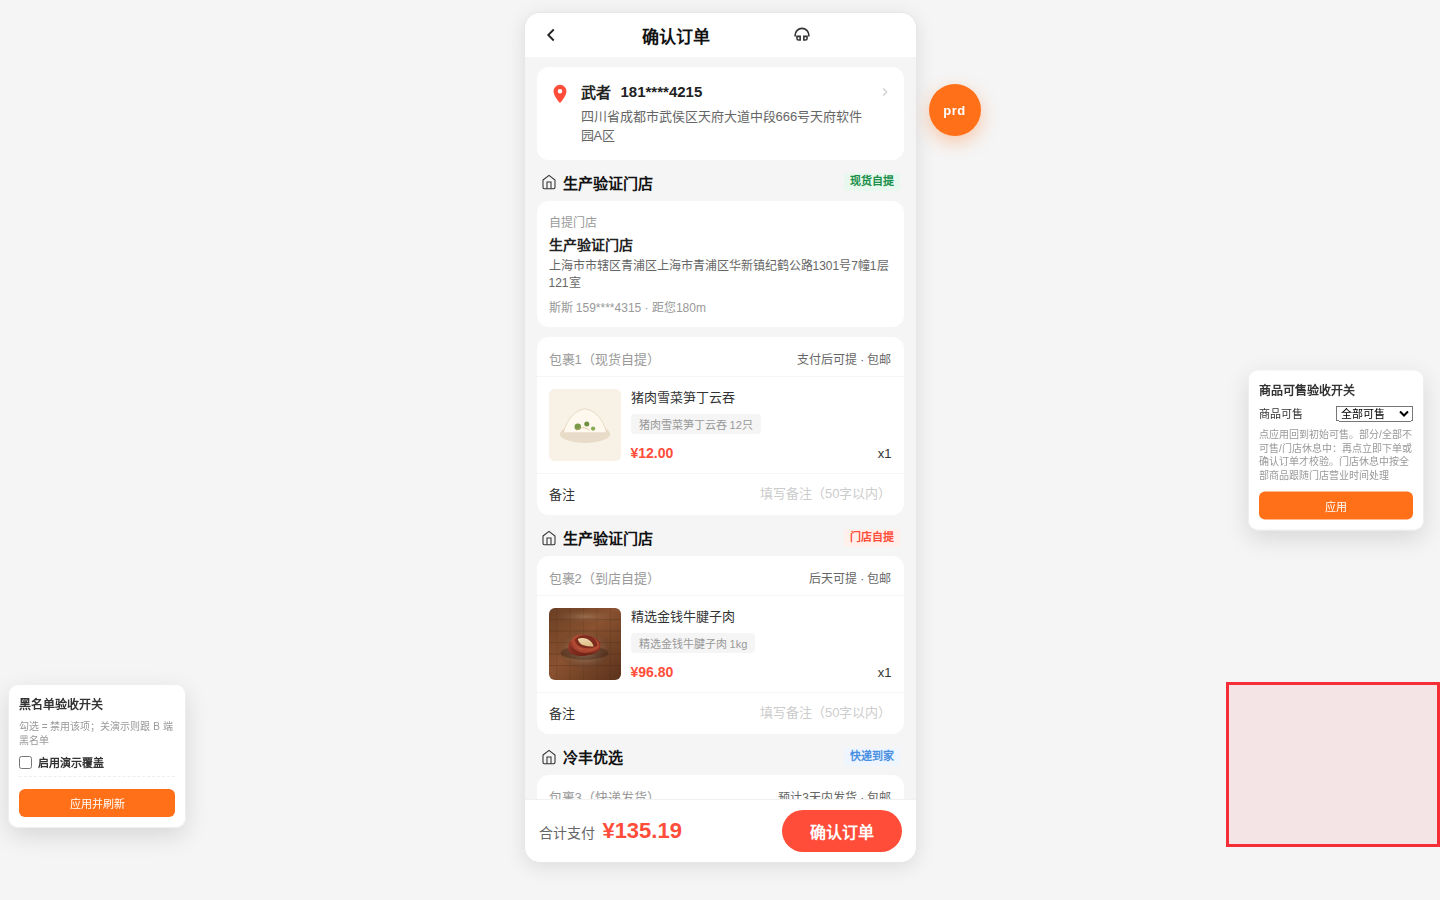 确认订单
武者 181****4215
四川省成都市武侯区天府大道中段666号天府软件
园A区
prd
生产验证门店
现货自提
自提门店
生产验证门店
上海市市辖区青浦区上海市青浦区华新镇纪鹤公路1301号7幢1层
121室
斯斯 159****4315 · 距您180m
包裹1（现货自提）
支付后可提 · 包邮
猪肉雪菜笋丁云吞
猪肉雪菜笋丁云吞 12只
¥12.00
x1
备注
填写备注（50字以内）
生产验证门店
门店自提
包裹2（到店自提）
后天可提 · 包邮
精选金钱牛腱子肉
精选金钱牛腱子肉 1kg
¥96.80
x1
备注
填写备注（50字以内）
冷丰优选
快递到家
包裹3（快递发货）
预计3天内发货 · 包邮
合计支付 ¥135.19
确认订单
商品可售验收开关
商品可售
全部可售
点应用回到初始可售。部分/全部不
可售/门店休息中：再点立即下单或
确认订单才校验。门店休息中按全
部商品跟随门店营业时间处理
应用
黑名单验收开关
勾选 = 禁用该项；关演示则跟 B 端
黑名单
启用演示覆盖
应用并刷新